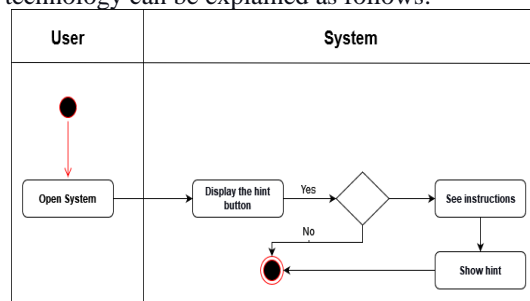 technology can be explained as follows:
User
System
Open System
Display the hint
button
Yes
See instructions
No
Show hint